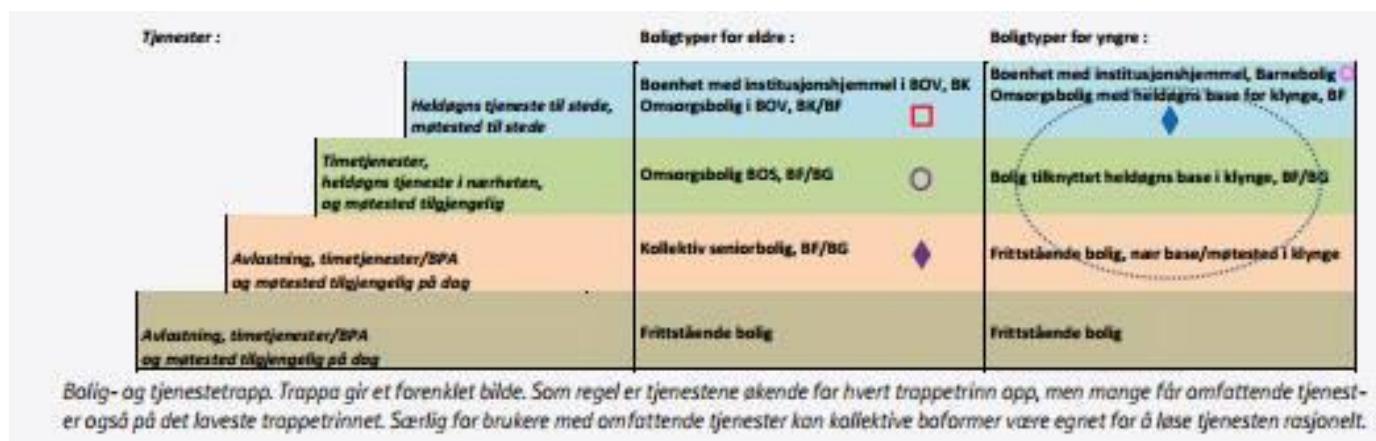 Tjenester :
Boligtyper for eldre :
Boligtyper for yngre :
Heldøgns tjeneste til stede,
møtested til stede
Boenhet med institusjonshjemmel i BOV, BK
Omsorgsbolig i BOV, BK/BF
Boenhet med institusjonshjemmel, Barnebolig
Omsorgsbolig med heldøgns base for klynge, BF
Timetjenester,
heldøgns tjeneste i nærheten,
og møtested tilgjengelig
Omsorgsbolig BOS, BF/BG
Bolig tilknyttet heldøgns base i klynge, BF/BG
Avlastning, timetjenester/BPA
og møtested tilgjengelig på dag
Kollektiv seniorbolig, BF/BG
Frittstående bolig, nær base/møtested i klynge
Avlastning, timetjenester/BPA
og møtested tilgjengelig på dag
Frittstående bolig
Frittstående bolig
Bolig- og tjenestetrapp. Trappa gir et forenklet bilde. Som regel er tjenestene økende for hvert trappetrinn opp, men mange får omfattende tjenest-
er også på det laveste trappetrinnet. Særlig for brukere med omfattende tjenester kan kollektive boformer være egnet for å løse tjenesten rasjonelt.